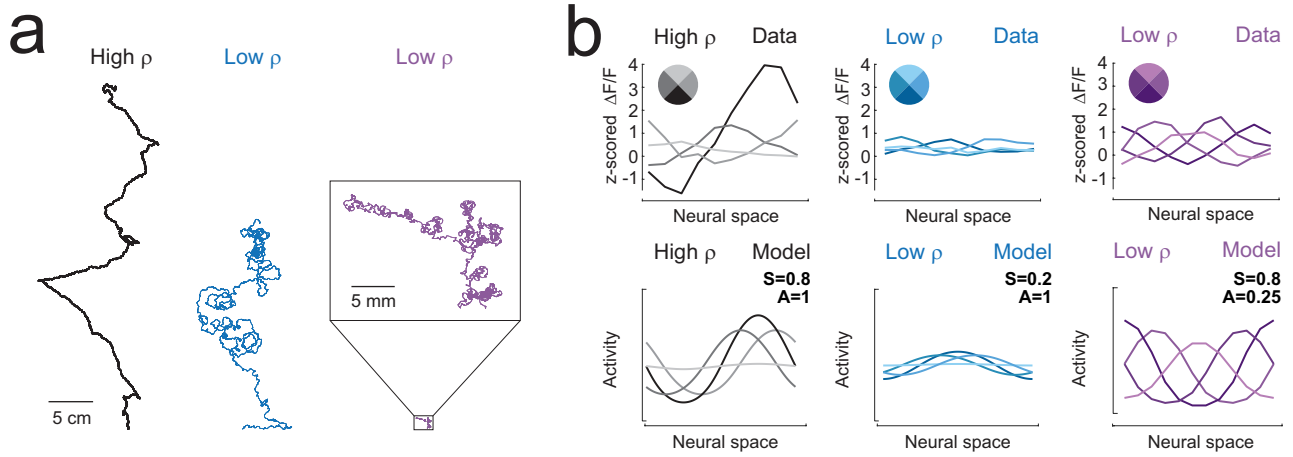 a
High ρ
Low ρ
Low ρ
5 mm
5 cm
b
High ρ Data
4
3
2
1
0
-1
z-scored ΔF/F
Neural space
Low ρ Data
4
3
2
1
0
-1
z-scored ΔF/F
Neural space
Low ρ Data
4
3
2
1
0
-1
z-scored ΔF/F
Neural space
High ρ Model
S=0.8
A=1
Activity
Neural space
Low ρ Model
S=0.2
A=1
Activity
Neural space
Low ρ Model
S=0.8
A=0.25
Activity
Neural space